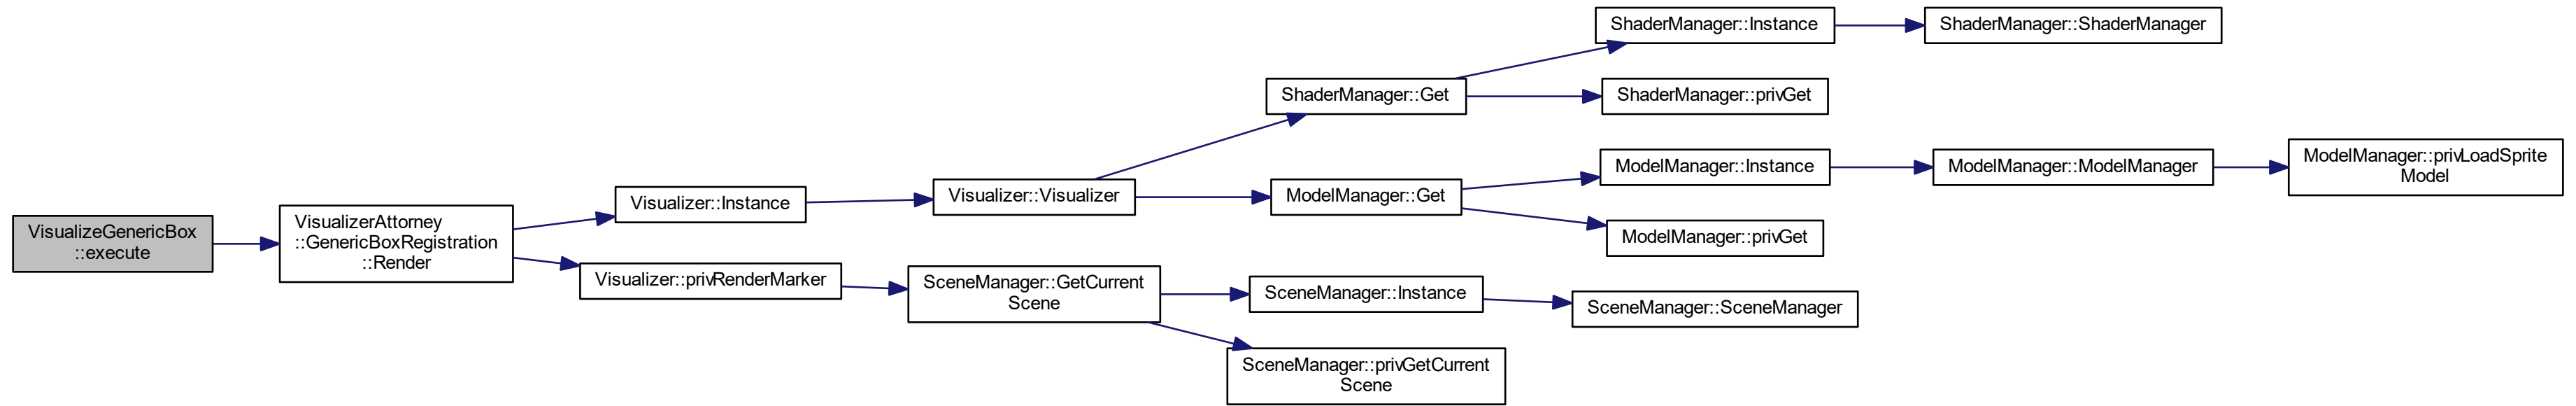 VisualizeGenericBox
::execute
VisualizerAttorney
::GenericBoxRegistration
::Render
Visualizer::Instance
Visualizer::Visualizer
ShaderManager::Get
ShaderManager::Instance
ShaderManager::ShaderManager
ShaderManager::privGet
ModelManager::Get
ModelManager::Instance
ModelManager::ModelManager
ModelManager::privLoadSprite
Model
ModelManager::privGet
Visualizer::privRenderMarker
SceneManager::GetCurrent
Scene
SceneManager::Instance
SceneManager::SceneManager
SceneManager::privGetCurrent
Scene